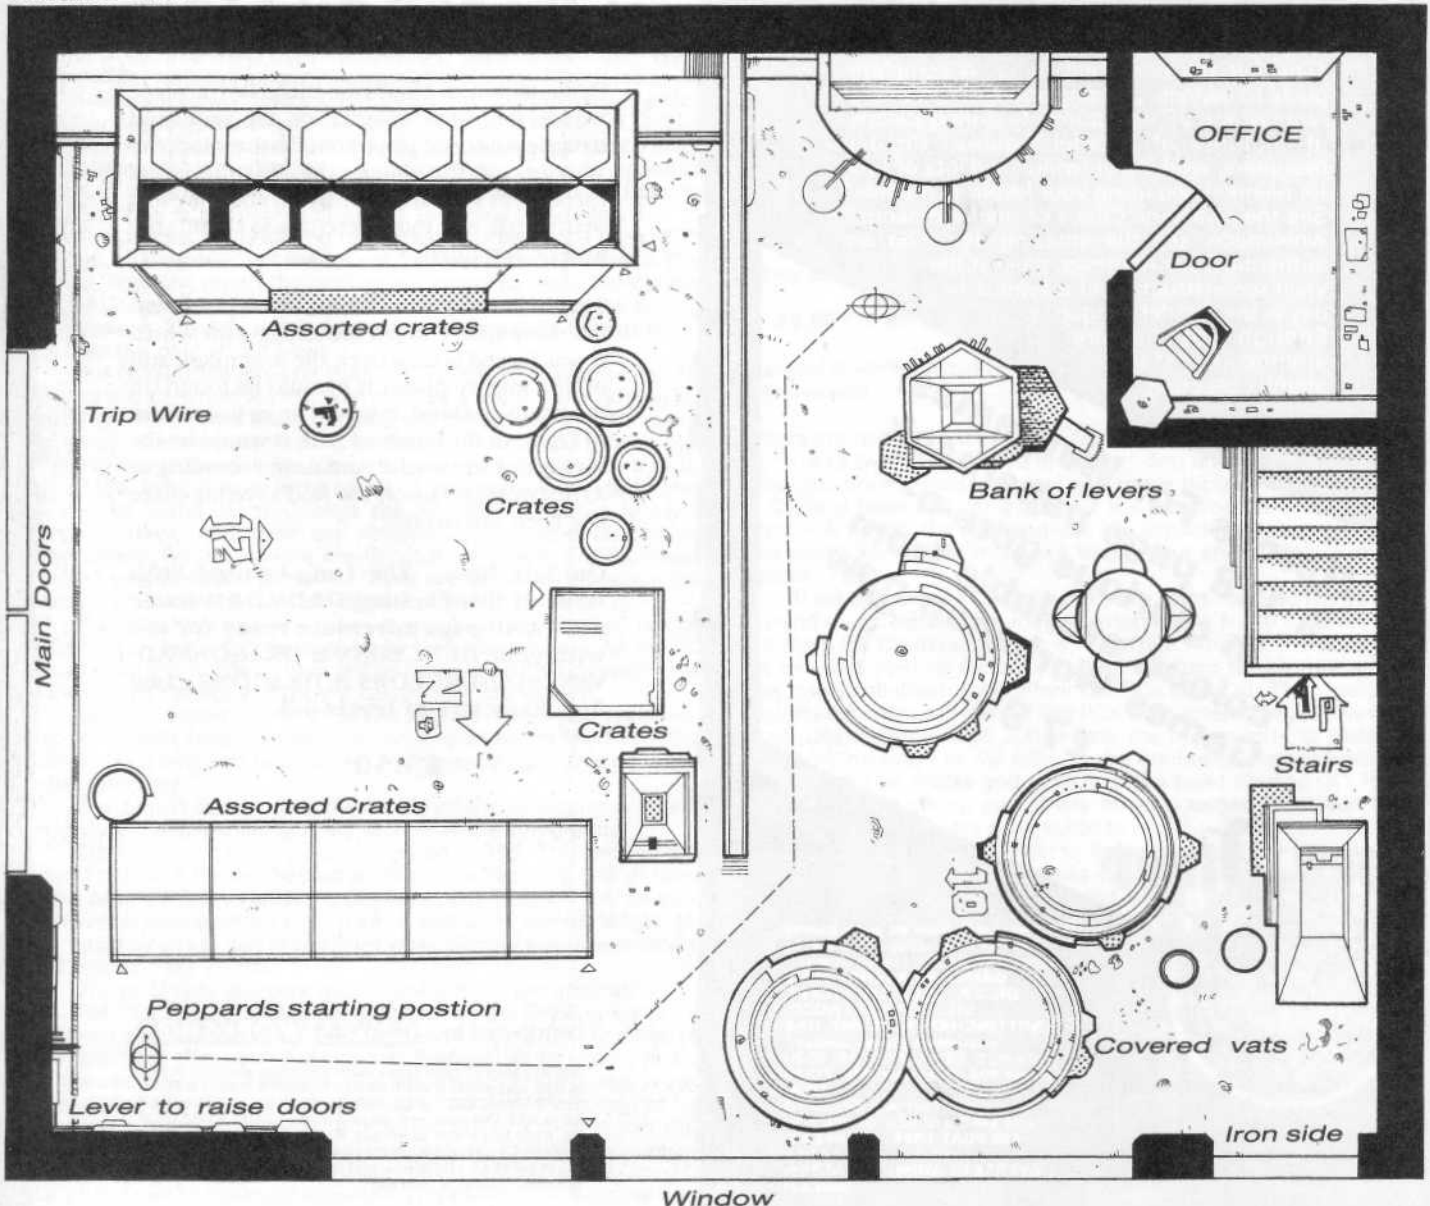 OFFICE
Door
Assorted crates
Trip Wire
Bank of levers
Crates
Main Doors
Crates
Stairs
Assorted Crates
Peppards starting postion
Covered vats
Lever to raise doors
Iron side
Window